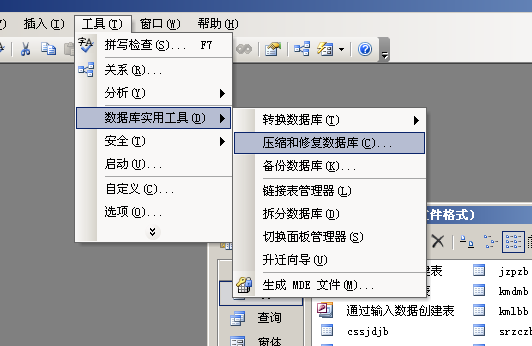 插入(I) 工具(T) 窗口(W) 帮助(H)
拼写检查(S)... F7
关系(R)...
分析(Y)
数据库实用工具(D)
安全(T)
启动(U)...
自定义(C)...
选项(O)...
转换数据库(T)
压缩和修复数据库(C)...
备份数据库(K)...
链接表管理器(L)
拆分数据库(D)
切换面板管理器(S)
升迁向导(U)
生成 MDE 文件(M)...
文件格式)
创建表 jzpzb
创建表 kmdmb
查询 通过输入数据创建表 kmlbb
窗体 cssjdjb srzczb